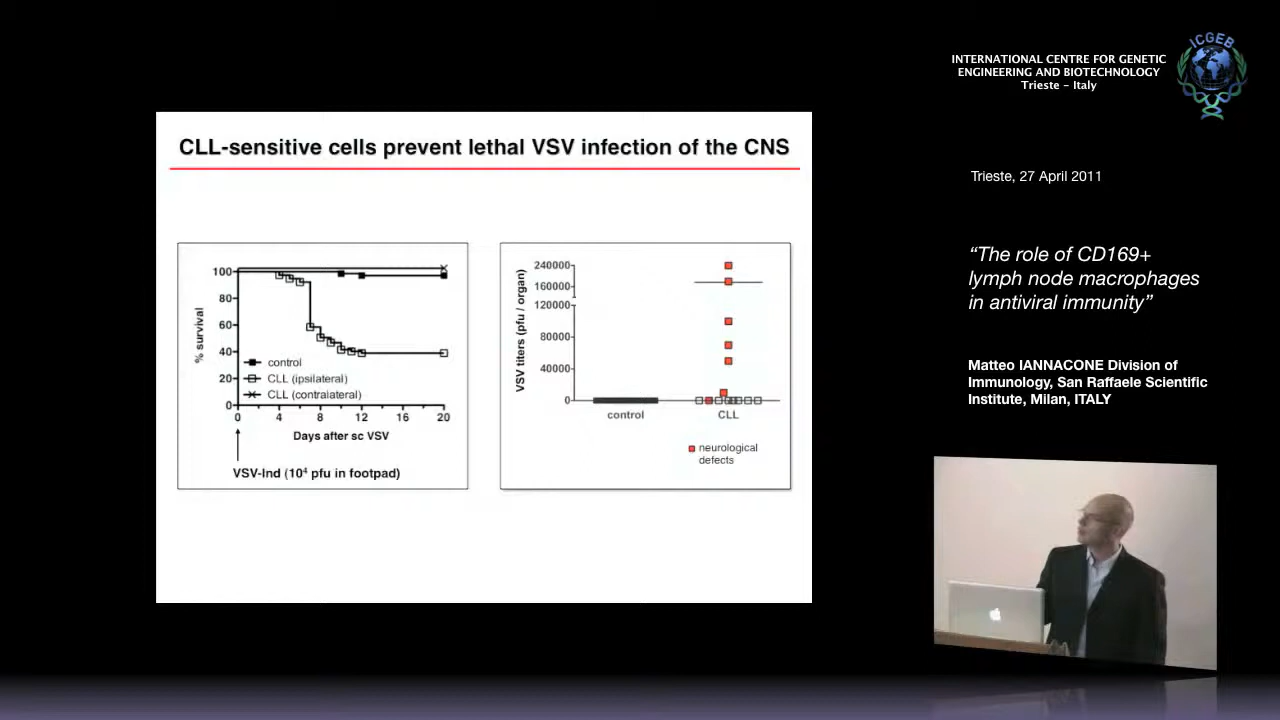 INTERNATIONAL CENTRE FOR GENETIC
ENGINEERING AND BIOTECHNOLOGY
Trieste – Italy
ICGEB
CLL-sensitive cells prevent lethal VSV infection of the CNS
Trieste, 27 April 2011
“The role of CD169+
lymph node macrophages
in antiviral immunity”
Matteo IANNACONE Division of
Immunology, San Raffaele Scientific
Institute, Milan, ITALY
% survival
100
80
60
40
20
0
control
CLL (ipsilateral)
CLL (contralateral)
0 4 8 12 16 20
Days after sc VSV
VSV-Ind (10⁴ pfu in footpad)
VSV titers (pfu / organ)
240000
160000
120000
80000
40000
0
control CLL
neurological
defects